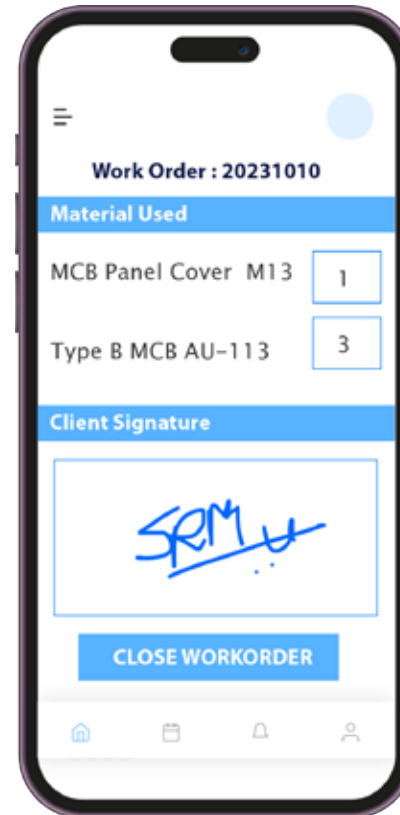 Work Order : 20231010
Material Used
MCB Panel Cover M13 1
Type B MCB AU-113 3
Client Signature
SRM
CLOSE WORKORDER